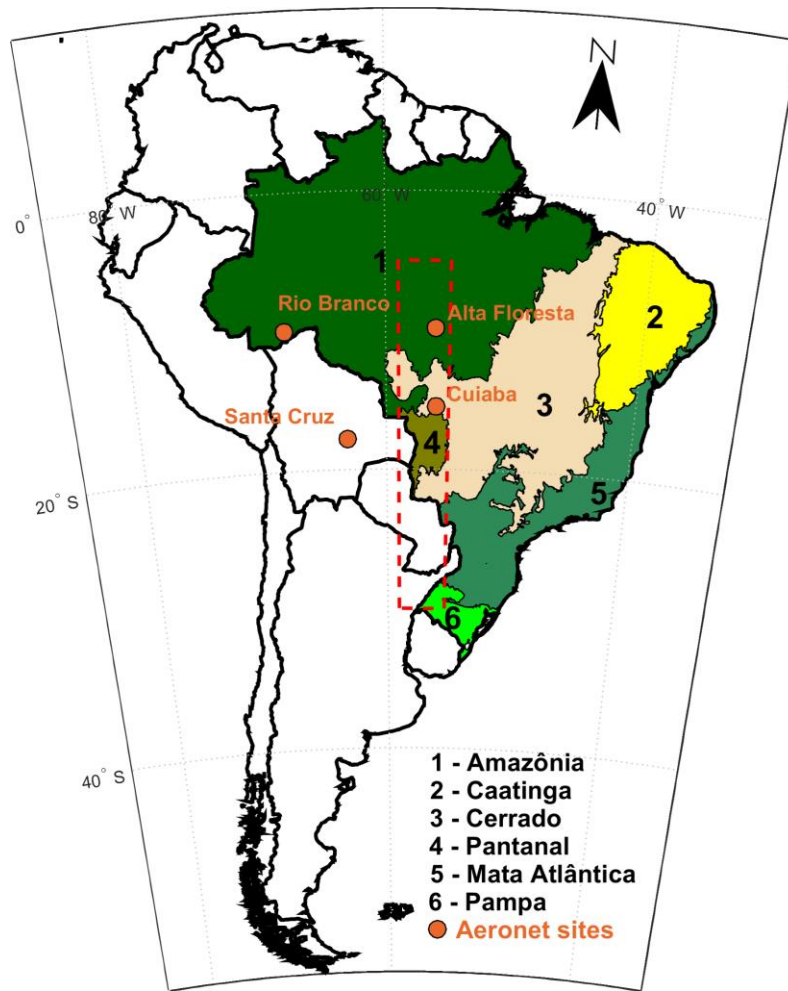 N
0° 80° W 60° W 40° W
1
Rio Branco Alta Floresta
2
Cuiaba
3
Santa Cruz
4
20° S
5
6
40° S
1 - Amazônia
2 - Caatinga
3 - Cerrado
4 - Pantanal
5 - Mata Atlântica
6 - Pampa
Aeronet sites